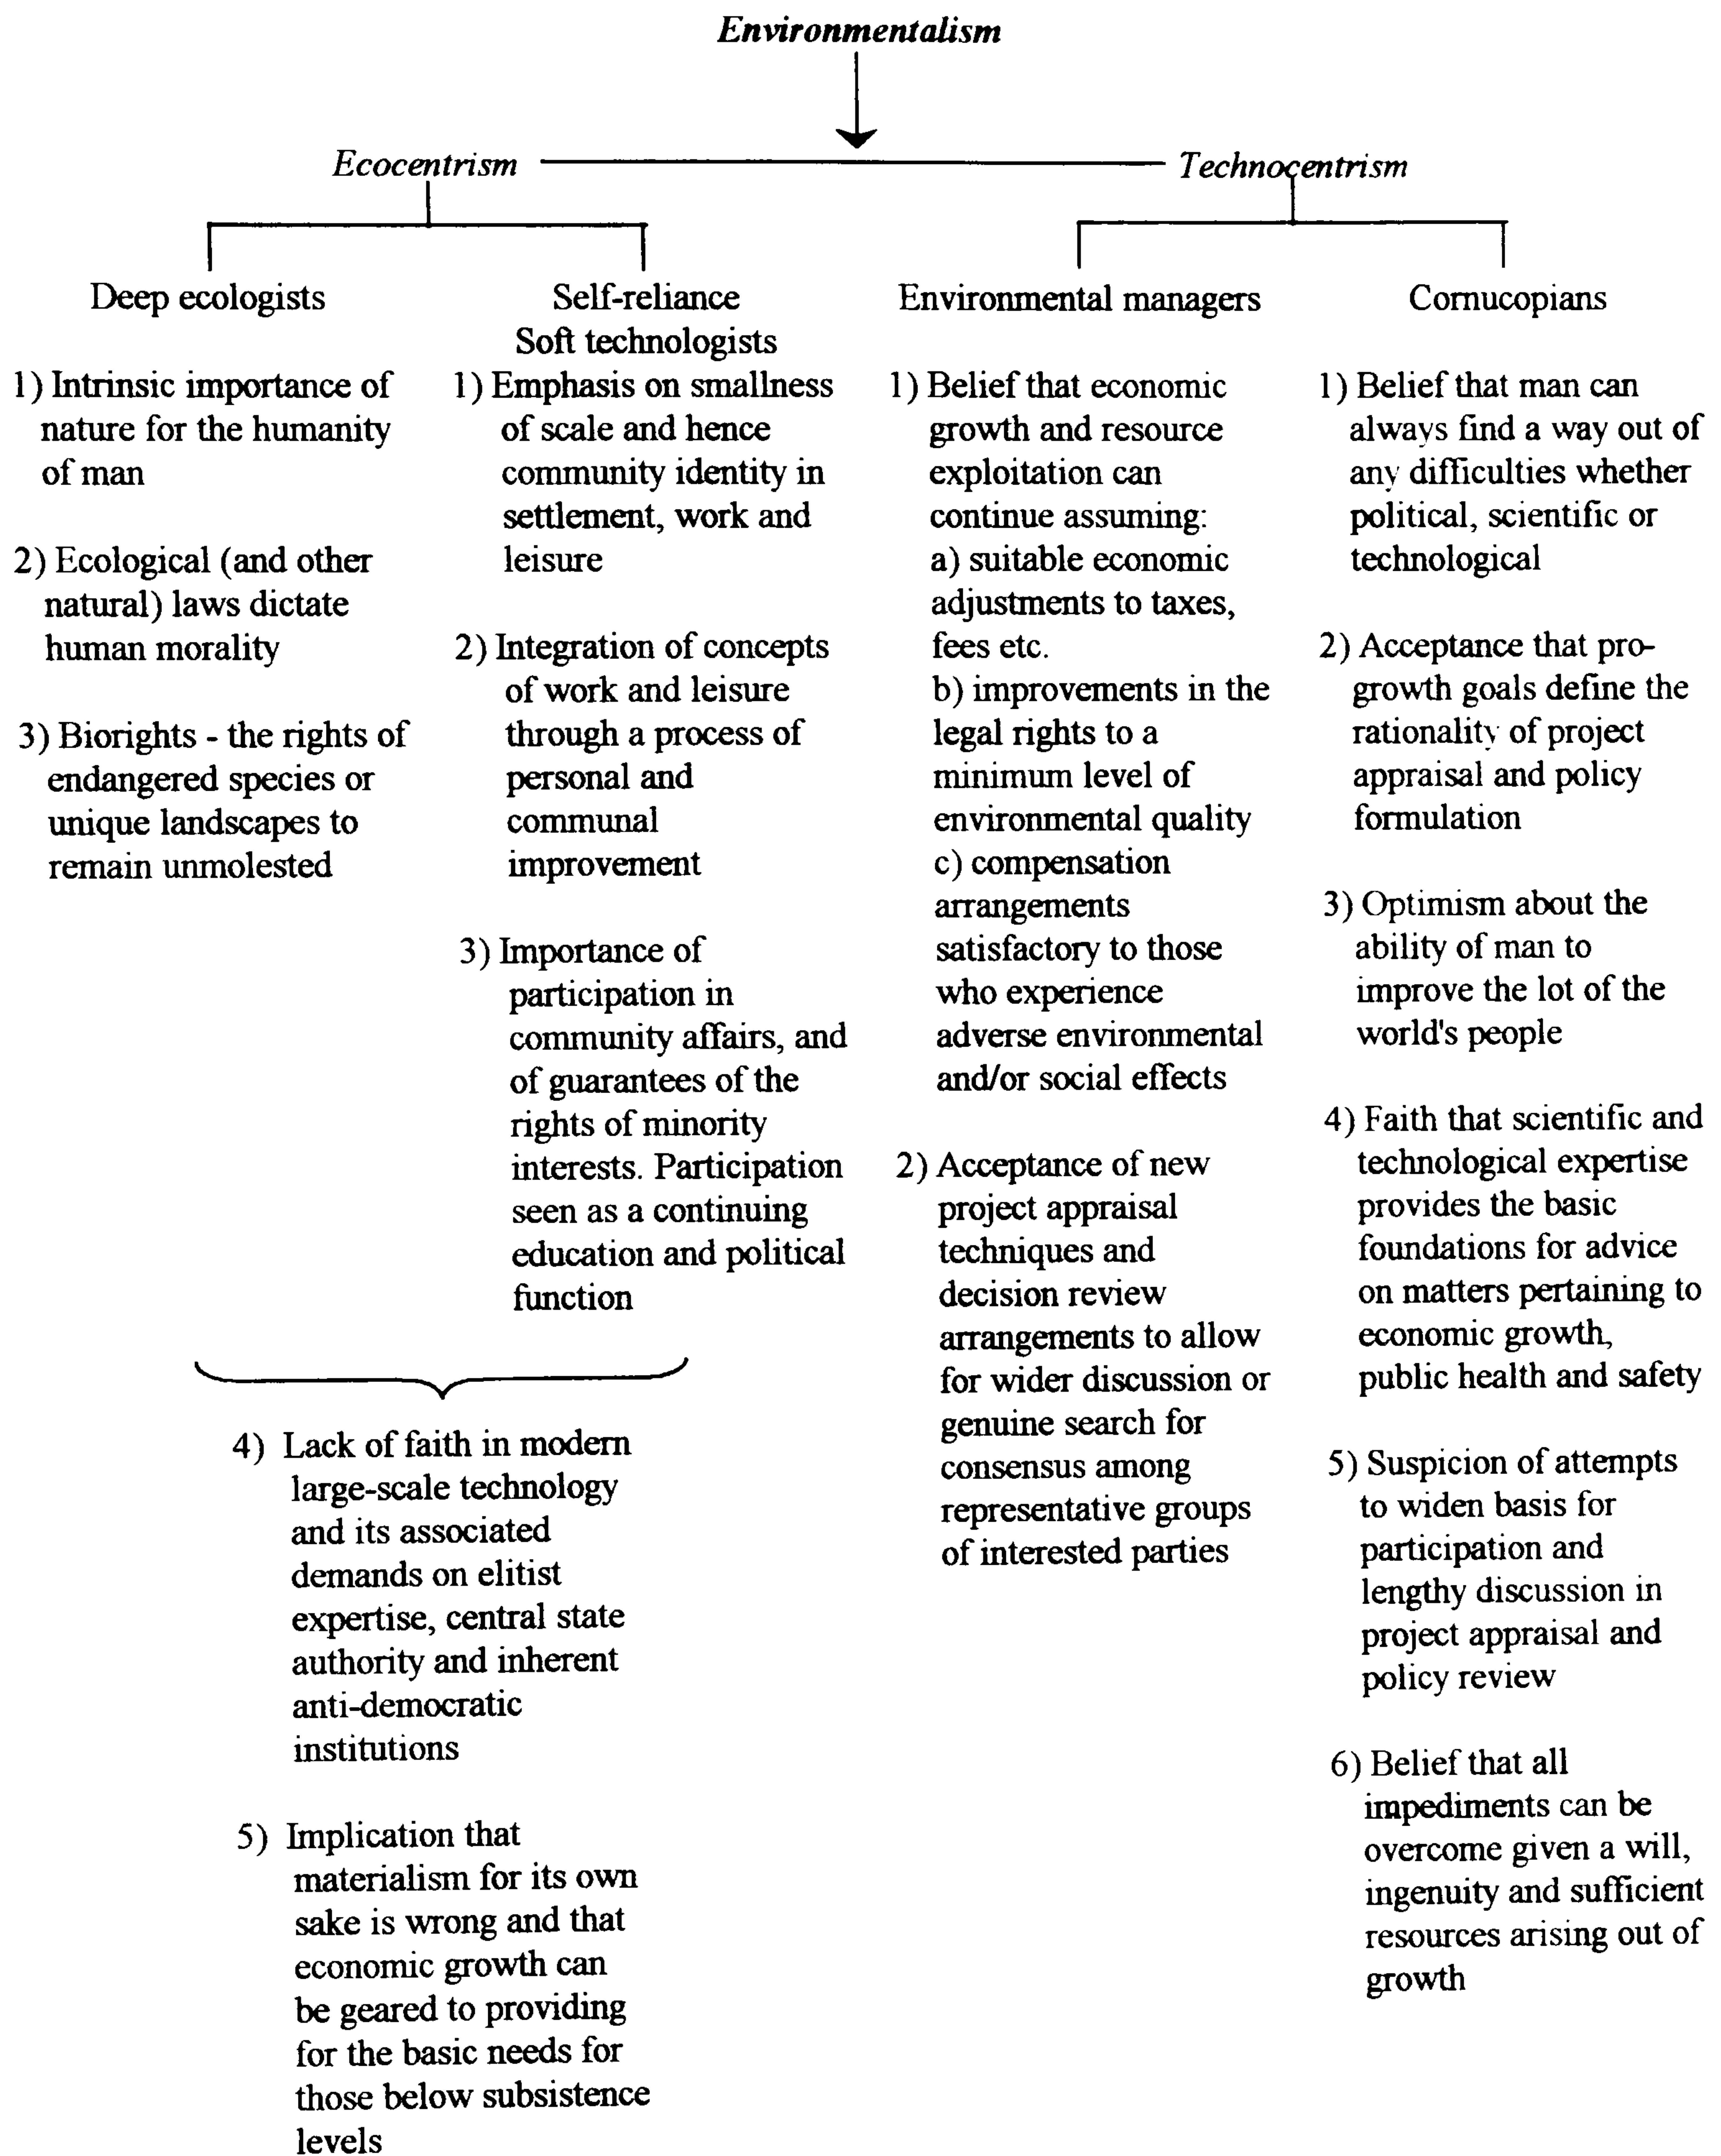 Environmentalism
Ecocentrism
Technocentrism
Deep ecologists
1) Intrinsic importance of
nature for the humanity
of man
2) Ecological (and other
natural) laws dictate
human morality
3) Biorights - the rights of
endangered species or
unique landscapes to
remain unmolested
Self-reliance
Soft technologists
1) Emphasis on smallness
of scale and hence
community identity in
settlement, work and
leisure
2) Integration of concepts
of work and leisure
through a process of
personal and
communal
improvement
3) Importance of
participation in
community affairs, and
of guarantees of the
rights of minority
interests. Participation
seen as a continuing
education and political
function
4) Lack of faith in modern
large-scale technology
and its associated
demands on elitist
expertise, central state
authority and inherent
anti-democratic
institutions
5) Implication that
materialism for its own
sake is wrong and that
economic growth can
be geared to providing
for the basic needs for
those below subsistence
levels
Environmental managers
1) Belief that economic
growth and resource
exploitation can
continue assuming:
a) suitable economic
adjustments to taxes,
fees etc.
b) improvements in the
legal rights to a
minimum level of
environmental quality
c) compensation
arrangements
satisfactory to those
who experience
adverse environmental
and/or social effects
2) Acceptance of new
project appraisal
techniques and
decision review
arrangements to allow
for wider discussion or
genuine search for
consensus among
representative groups
of interested parties
Cornucopians
1) Belief that man can
always find a way out of
any difficulties whether
political, scientific or
technological
2) Acceptance that pro-
growth goals define the
rationality of project
appraisal and policy
formulation
3) Optimism about the
ability of man to
improve the lot of the
world's people
4) Faith that scientific and
technological expertise
provides the basic
foundations for advice
on matters pertaining to
economic growth,
public health and safety
5) Suspicion of attempts
to widen basis for
participation and
lengthy discussion in
project appraisal and
policy review
6) Belief that all
impediments can be
overcome given a will,
ingenuity and sufficient
resources arising out of
growth